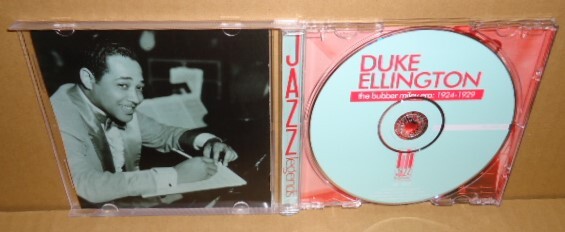 JAZZ legends
DUKE
ELLINGTON
the bubber miley era: 1924-1929